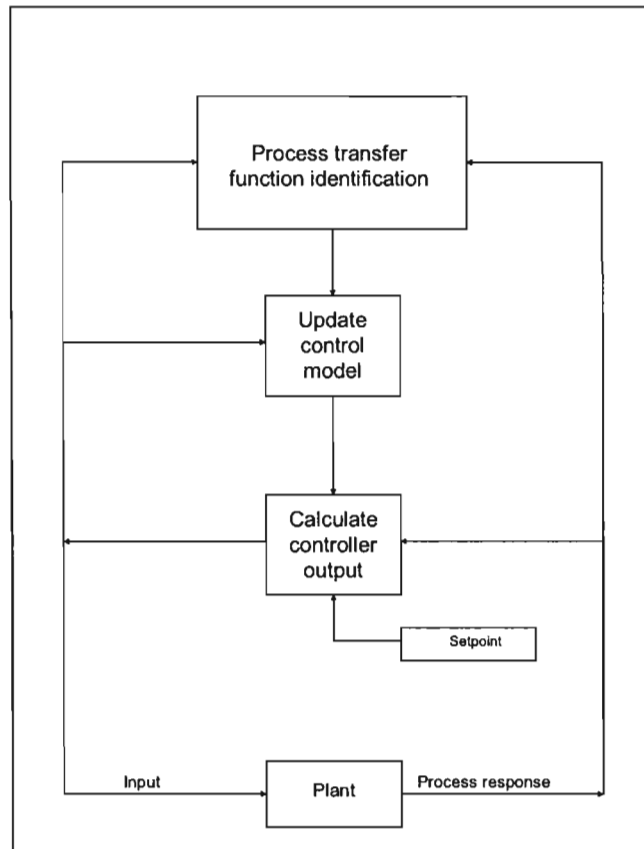 Process transfer
function identification
Update
control
model
Calculate
controller
output
Setpoint
Input
Plant
Process response